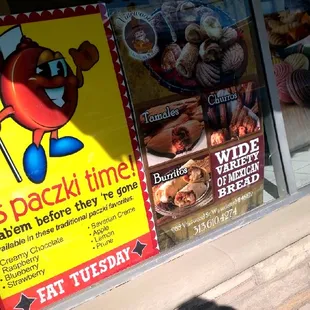 s paczki time!
ab'em before they're gone
ailable in these traditional paczki favorites:
Creamy Chocolate
Raspberry
Blueberry
Strawberry
Bavarian Creme
Apple
Lemon
Prune
FAT TUESDAY
Tamales
Churros
Burritos
WIDE
VARIETY
OF MEXICAN
BREAD